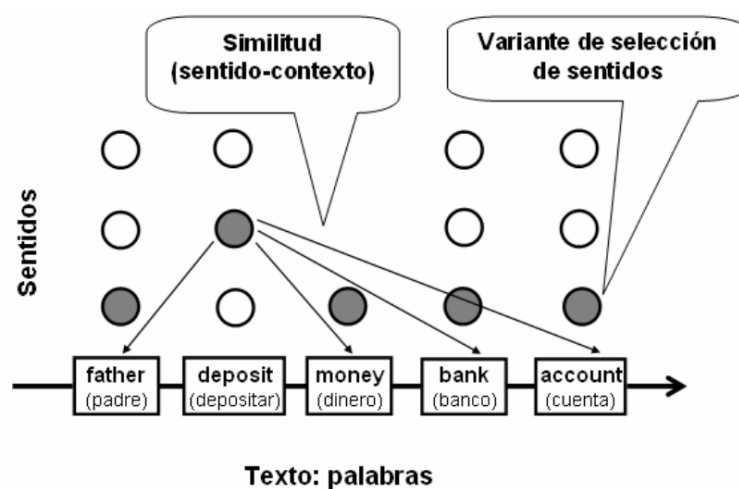 Similitud
(sentido-contexto)
Variante de selección
de sentidos
Sentidos
father
(padre)
deposit
(depositar)
money
(dinero)
bank
(banco)
account
(cuenta)
Texto: palabras